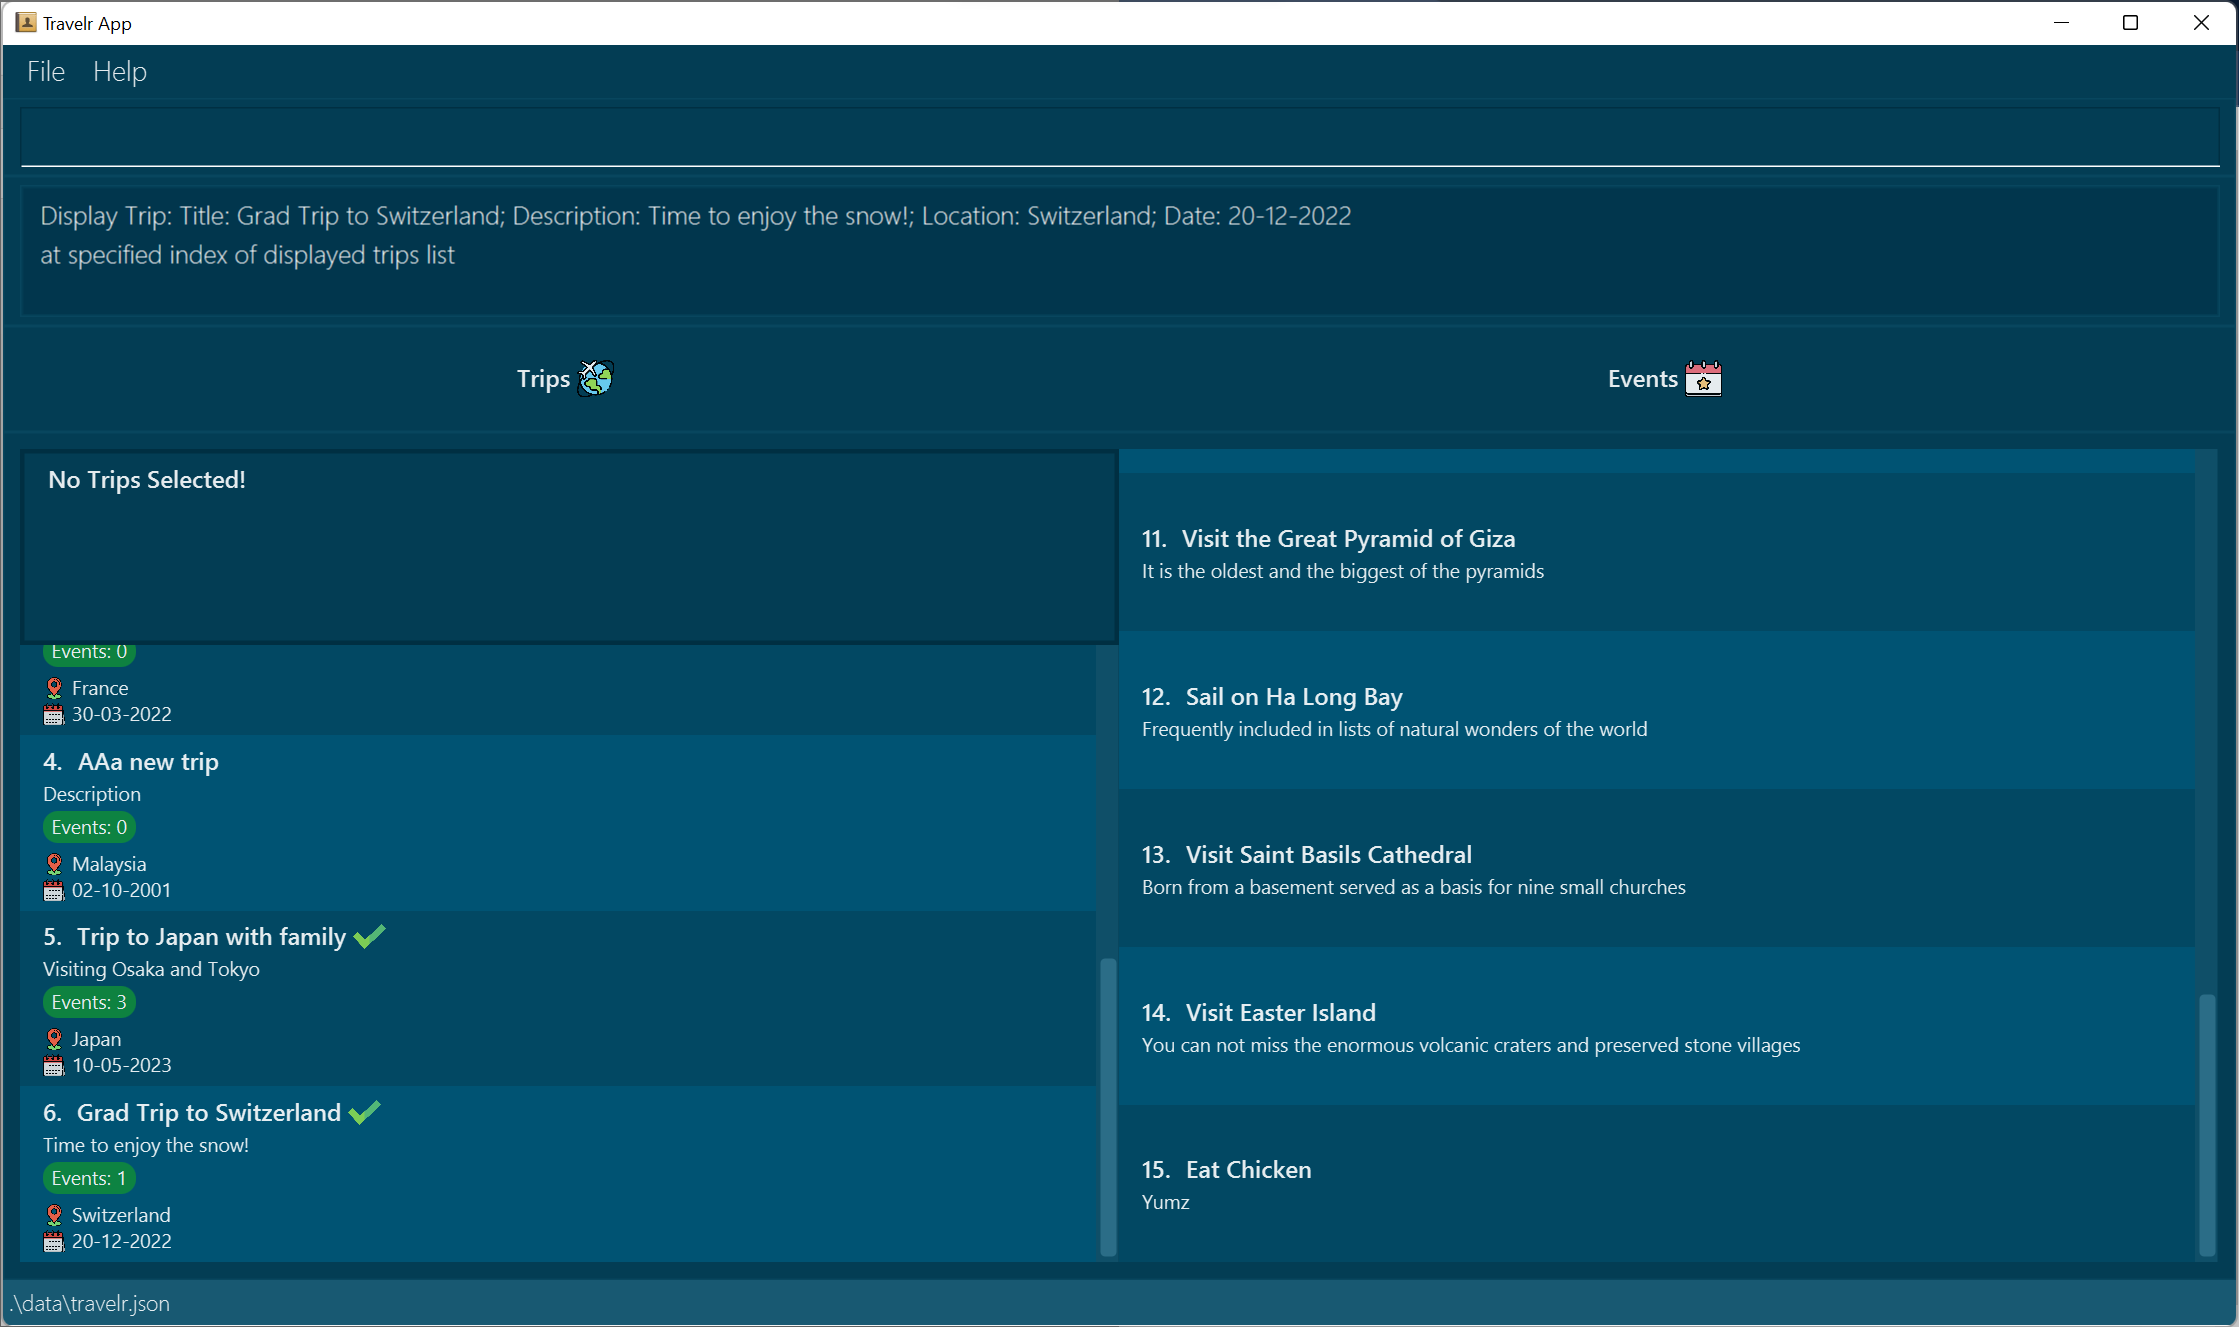 Travelr App
File Help
Display Trip: Title: Grad Trip to Switzerland; Description: Time to enjoy the snow!; Location: Switzerland; Date: 20-12-2022
at specified index of displayed trips list
Trips
Events
No Trips Selected!
Events: 0
France
30-03-2022
4. AAa new trip
Description
Events: 0
Malaysia
02-10-2001
5. Trip to Japan with family
Visiting Osaka and Tokyo
Events: 3
Japan
10-05-2023
6. Grad Trip to Switzerland
Time to enjoy the snow!
Events: 1
Switzerland
20-12-2022
11. Visit the Great Pyramid of Giza
It is the oldest and the biggest of the pyramids
12. Sail on Ha Long Bay
Frequently included in lists of natural wonders of the world
13. Visit Saint Basils Cathedral
Born from a basement served as a basis for nine small churches
14. Visit Easter Island
You can not miss the enormous volcanic craters and preserved stone villages
15. Eat Chicken
Yumz
.\data\travelr.json